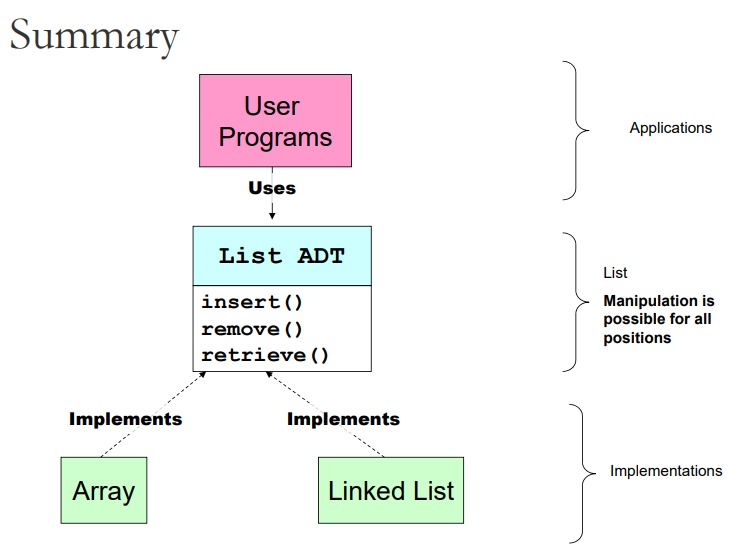 Summary
User
Programs
Applications
Uses
List ADT
insert()
remove()
retrieve()
List
Manipulation is
possible for all
positions
Implements
Implements
Array
Linked List
Implementations